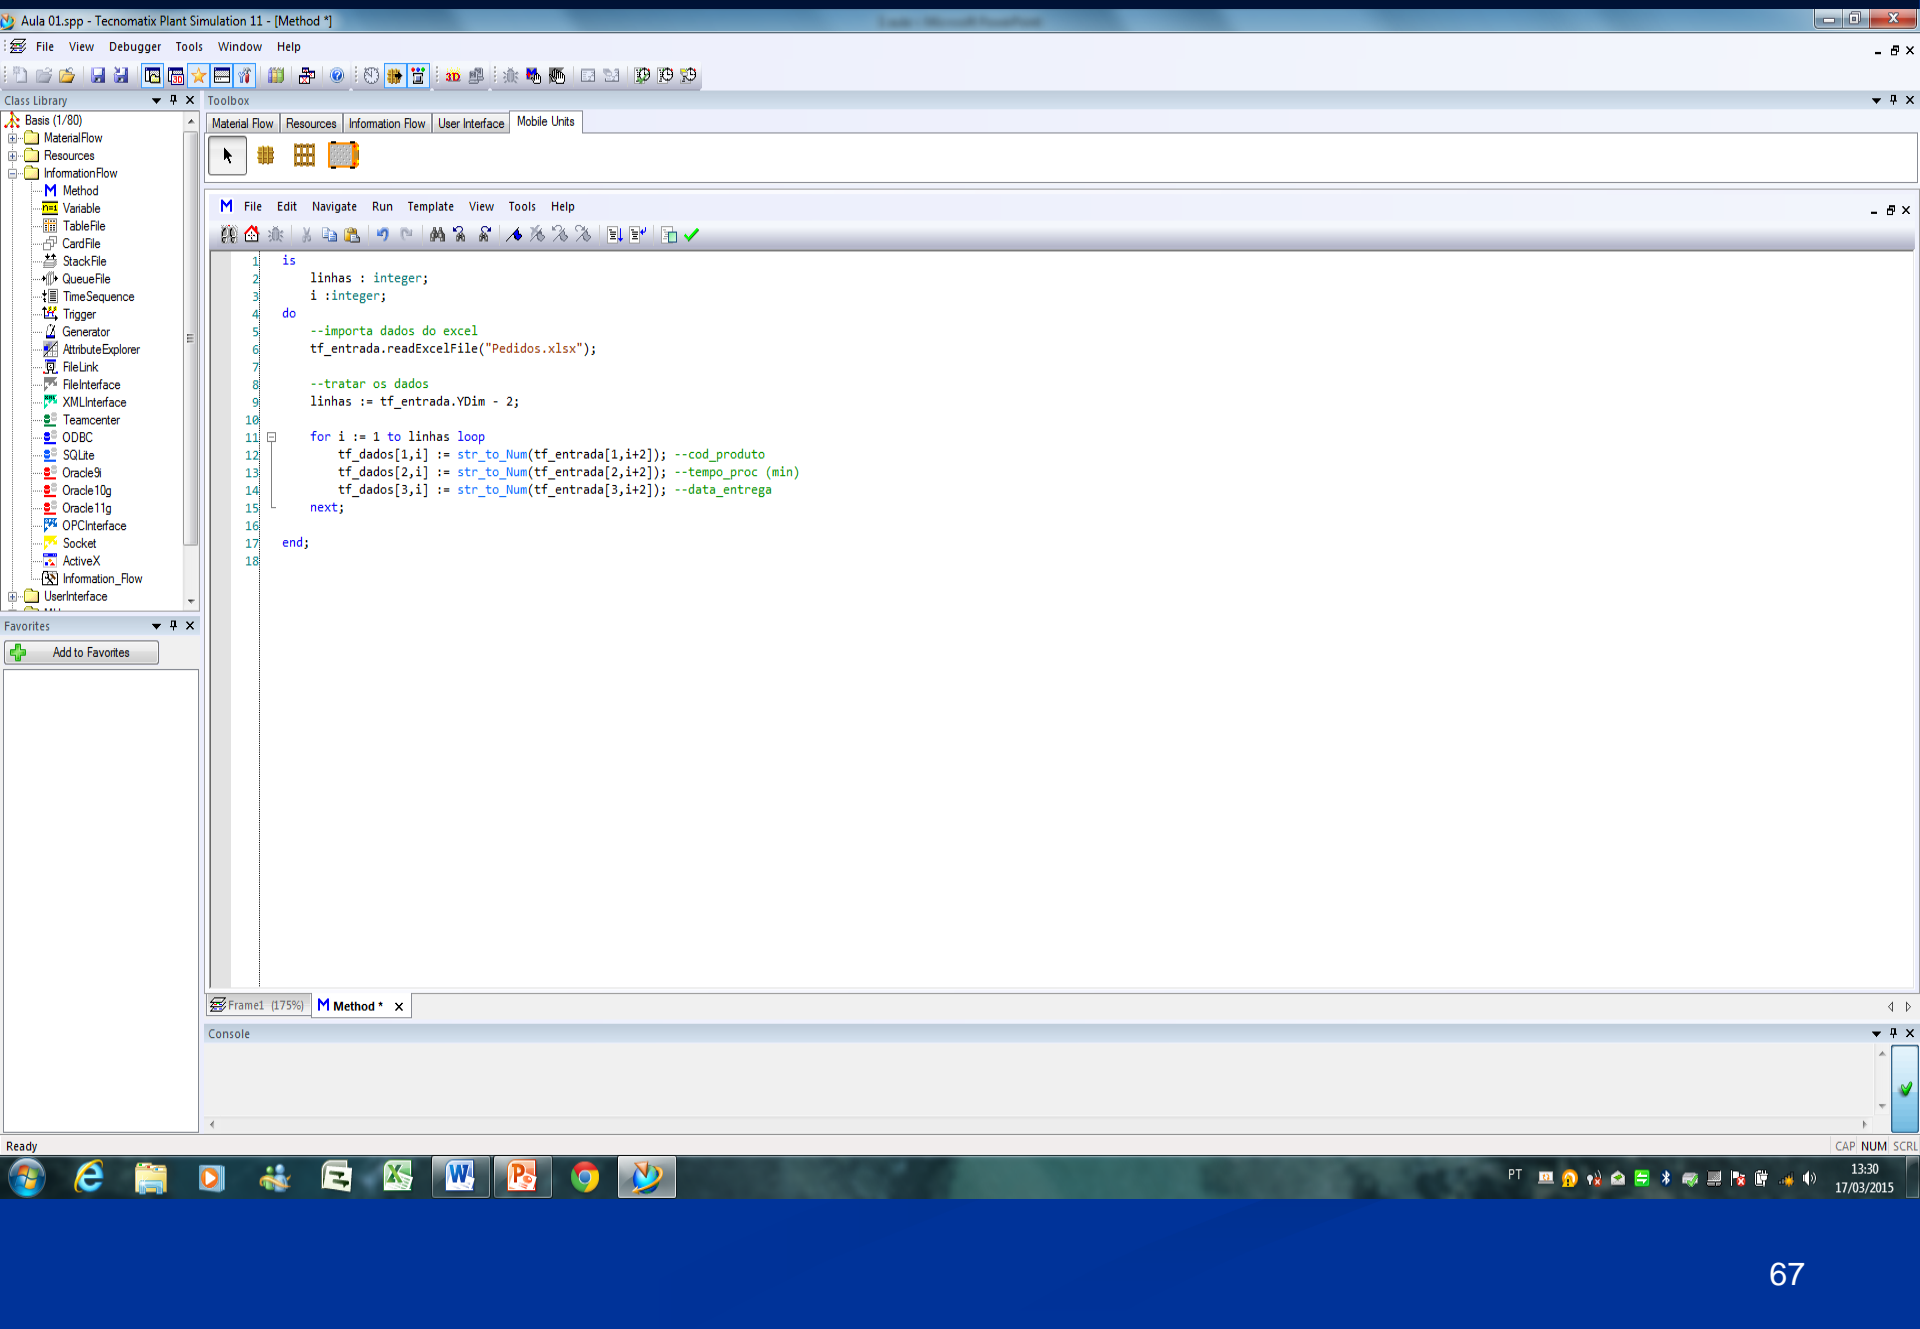 Aula 01.spp - Tecnomatix Plant Simulation 11 - [Method *]
File View Debugger Tools Window Help
Class Library
Toolbox
Basis (1/80)
MaterialFlow
Resources
InformationFlow
Method
Variable
TableFile
CardFile
StackFile
QueueFile
TimeSequence
Trigger
Generator
AttributeExplorer
FileLink
FileInterface
XMLInterface
Teamcenter
ODBC
SQLite
Oracle9i
Oracle10g
Oracle11g
OPCInterface
Socket
ActiveX
Information_Flow
UserInterface
Favorites
Add to Favorites
Material Flow Resources Information Flow User Interface Mobile Units
M File Edit Navigate Run Template View Tools Help
1 is
2 linhas : integer;
3 i :integer;
4 do
5 --importa dados do excel
6 tf_entrada.readExcelFile("Pedidos.xlsx");
7
8 --tratar os dados
9 linhas := tf_entrada.YDim - 2;
10
11 for i := 1 to linhas loop
12 tf_dados[1,i] := str_to_Num(tf_entrada[1,i+2]); --cod_produto
13 tf_dados[2,i] := str_to_Num(tf_entrada[2,i+2]); --tempo_proc (min)
14 tf_dados[3,i] := str_to_Num(tf_entrada[3,i+2]); --data_entrega
15 next;
16
17 end;
18
Frame1 (175%) M Method *
Console
Ready
CAP NUM SCRL
PT
13:30
17/03/2015
67